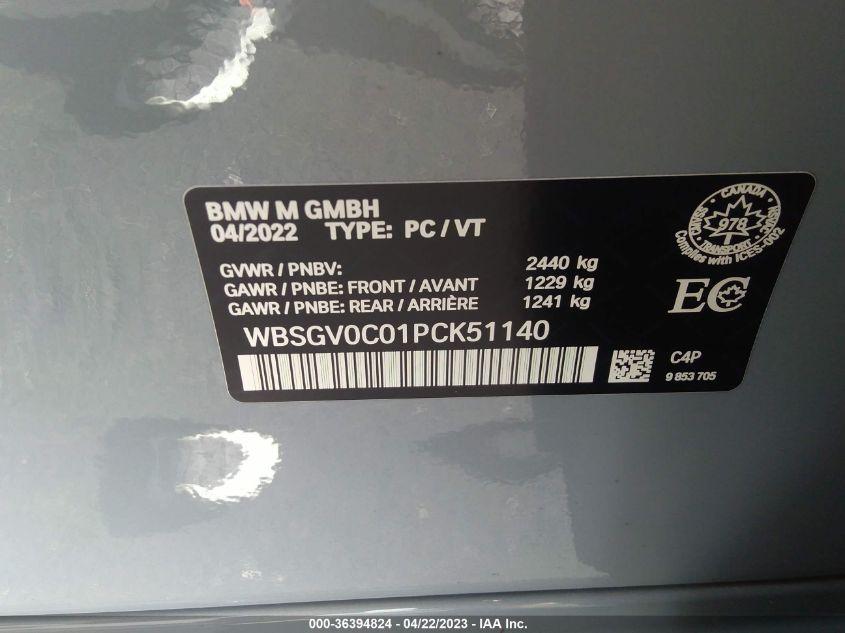 BMW M GMBH
04/2022 TYPE: PC / VT
GVWR / PNBV: 2440 kg
GAWR / PNBE: FRONT / AVANT 1229 kg
GAWR / PNBE: REAR / ARRIÈRE 1241 kg
WBSGV0C01PCK51140
CANADA
978
TRANSPORT
Complies with ICES-002
EC
C4P
9 853 705
000-36394824 - 04/22/2023 - IAA Inc.